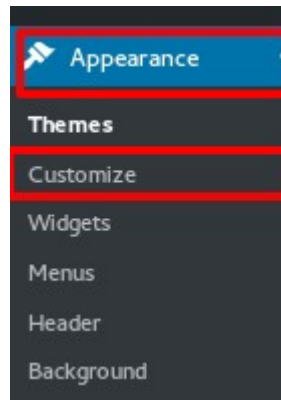 Appearance
Themes
Customize
Widgets
Menus
Header
Background